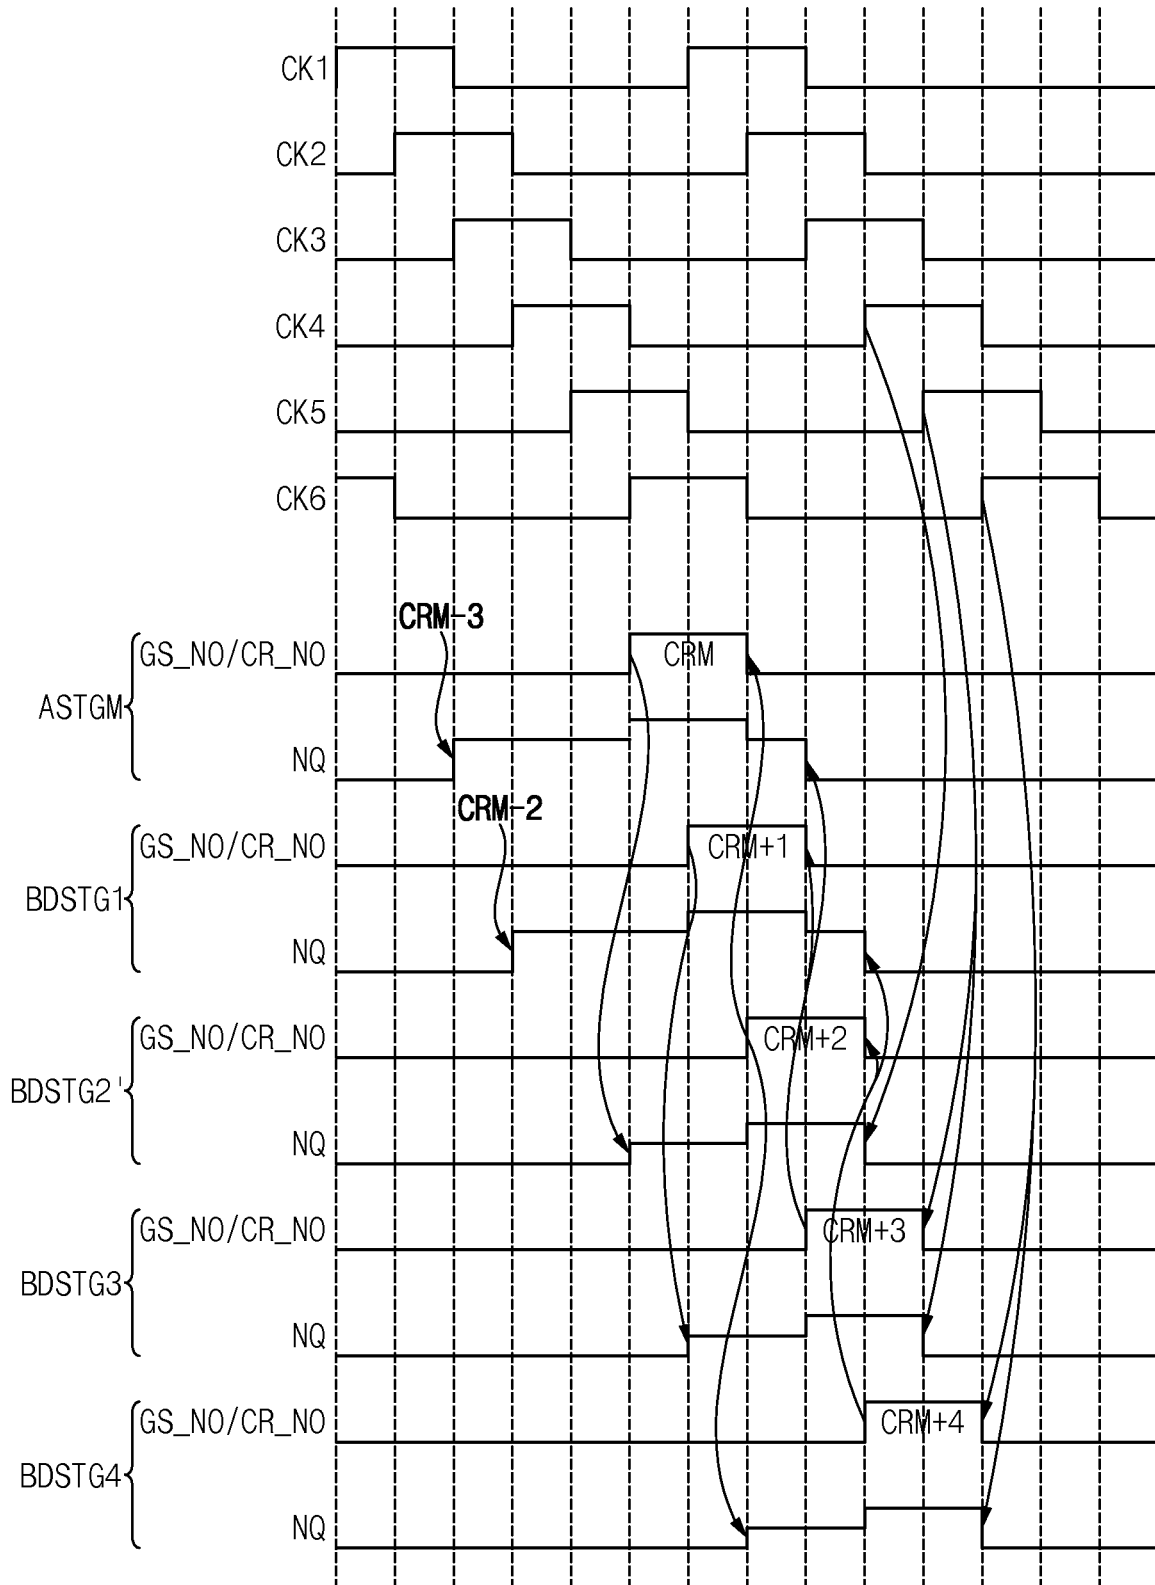 CK1
CK2
CK3
CK4
CK5
CK6
CRM-3
GS_NO/CR_NO
CRM
ASTGM
NQ
CRM-2
GS_NO/CR_NO
CRM+1
BDSTG1
NQ
GS_NO/CR_NO
CRM+2
BDSTG2'
NQ
GS_NO/CR_NO
CRM+3
BDSTG3
NQ
GS_NO/CR_NO
CRM+4
BDSTG4
NQ